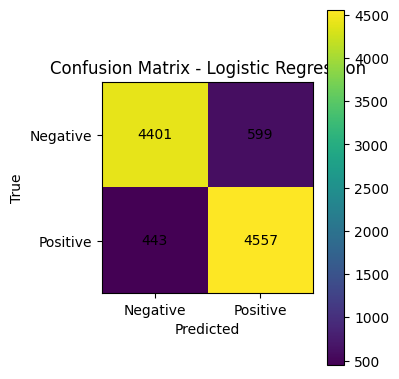 Confusion Matrix - Logistic Regression
Negative
4401
599
True
Positive
443
4557
Negative
Positive
Predicted
4500
4000
3500
3000
2500
2000
1500
1000
500